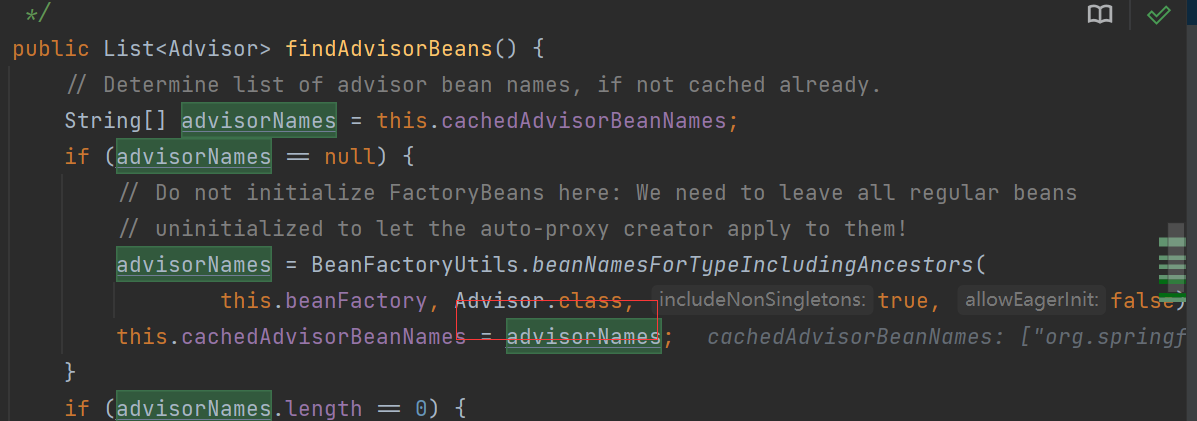 */
public List<Advisor> findAdvisorBeans() {
// Determine list of advisor bean names, if not cached already.
String[] advisorNames = this.cachedAdvisorBeanNames;
if (advisorNames == null) {
// Do not initialize FactoryBeans here: We need to leave all regular beans
// uninitialized to let the auto-proxy creator apply to them!
advisorNames = BeanFactoryUtils.beanNamesForTypeIncludingAncestors(
this.beanFactory, Advisor.class, includeNonSingletons: true, allowEagerInit: false)
this.cachedAdvisorBeanNames = advisorNames; cachedAdvisorBeanNames: ["org.springf
}
if (advisorNames.length == 0) {